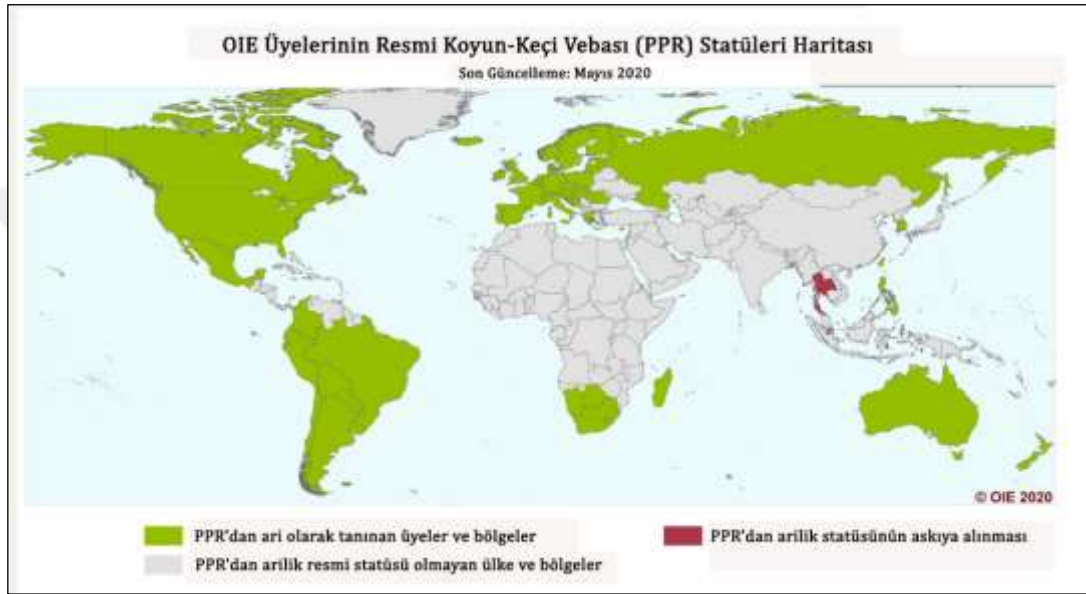 OIE Üyelerinin Resmi Koyun-Keçi Vebası (PPR) Statüleri Haritası
Son Güncelleme: Mayıs 2020
© OIE 2020
PPR'dan ari olarak tanınan üyeler ve bölgeler
PPR'dan arilik statüsünün askıya alınması
PPR'dan arilik resmi statüsü olmayan ülke ve bölgeler